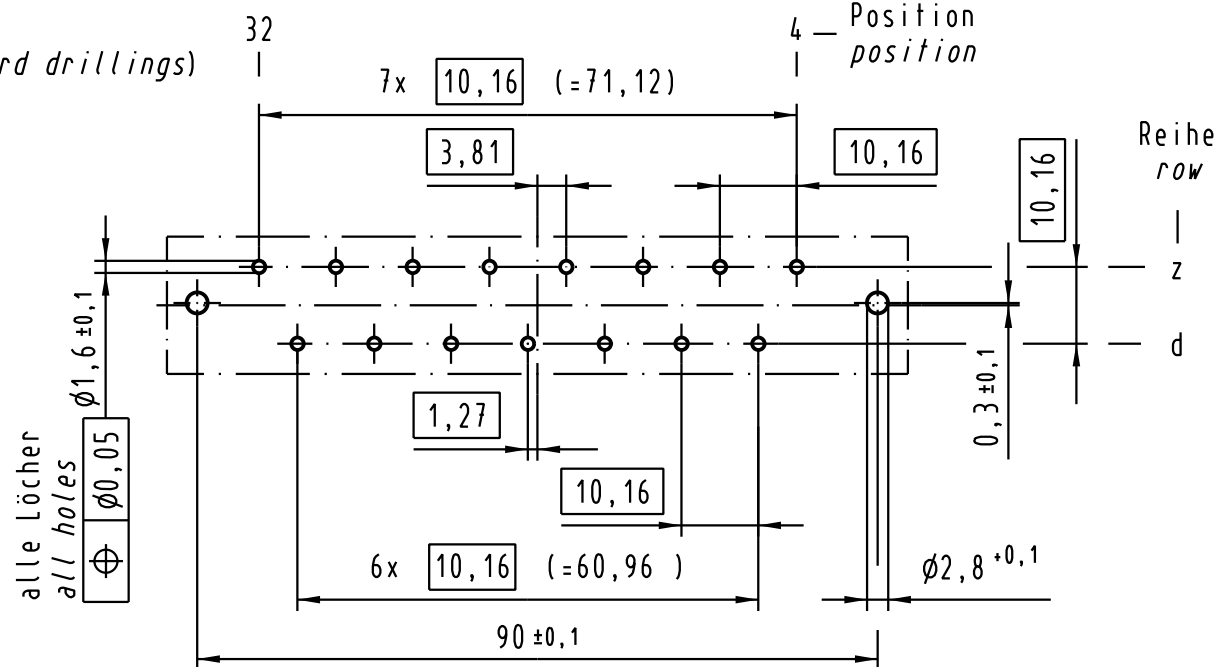 32
4 — Position
position
rd drillings)
7x 10,16 (=71,12)
3,81
10,16
10,16
Reihe
row
z
d
ø1,6 ±0,1
alle Löcher
all holes
⌖ ø0,05
0,3 ±0,1
1,27
10,16
6x 10,16 (=60,96 )
ø2,8 +0,1
90 ±0,1